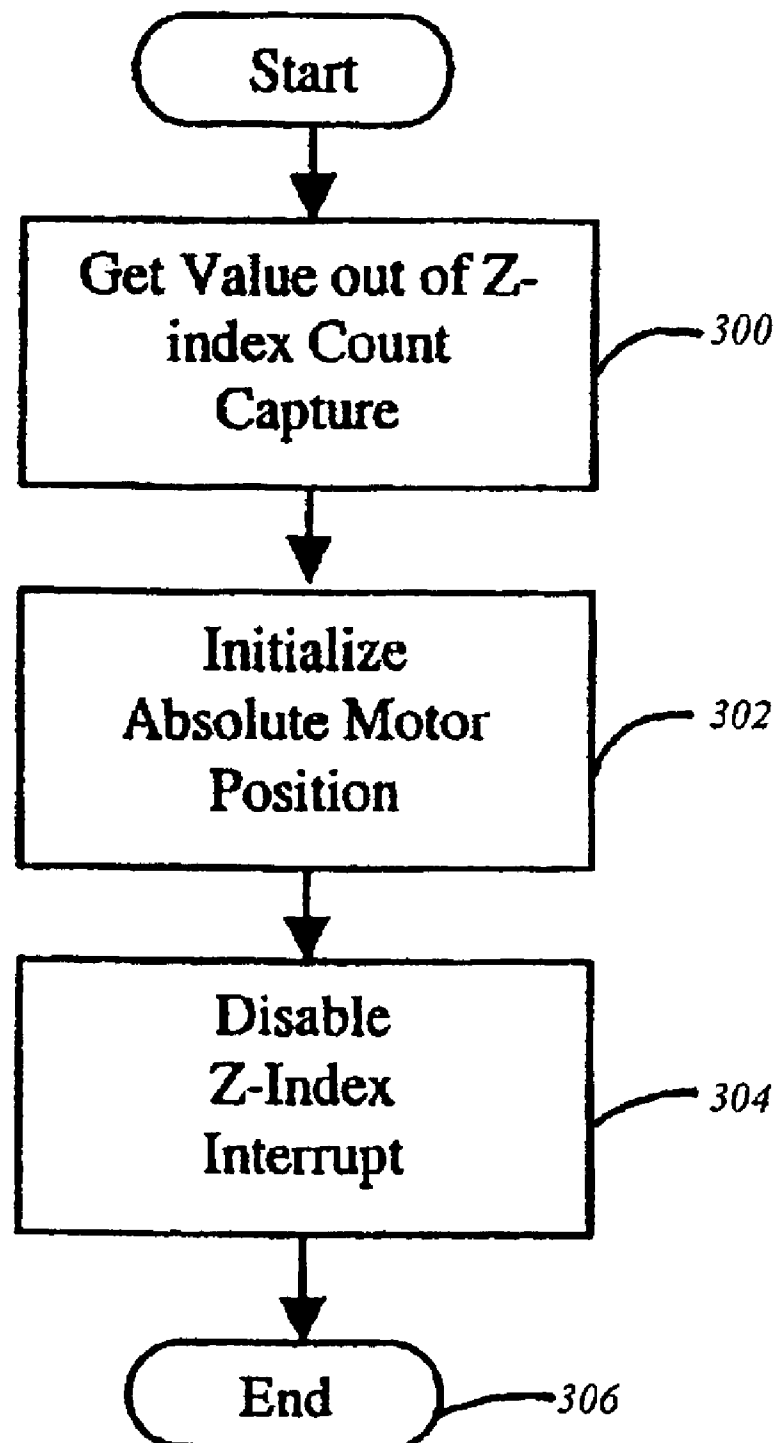 Start
Get Value out of Z-
index Count
Capture
300
Initialize
Absolute Motor
Position
302
Disable
Z-Index
Interrupt
304
End
306